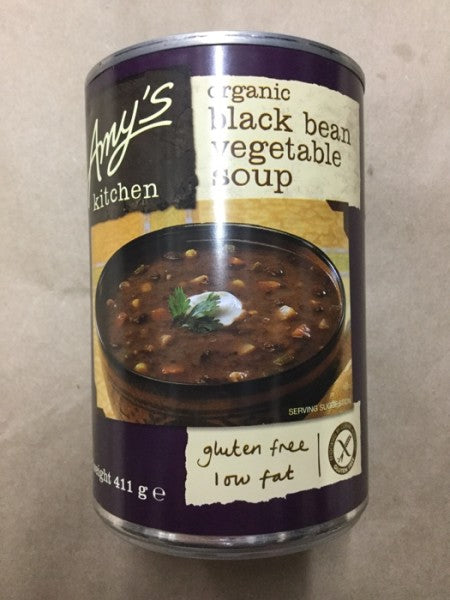 Amy's
kitchen
organic
black bean
vegetable
soup
SERVING SUGGESTION
gluten free
low fat
411 g e